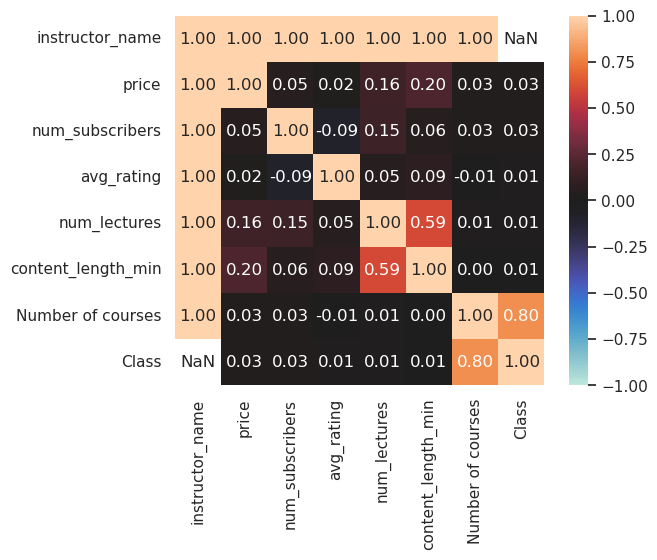 instructor_name 1.00 1.00 1.00 1.00 1.00 1.00 1.00 NaN
price 1.00 1.00 0.05 0.02 0.16 0.20 0.03 0.03
num_subscribers 1.00 0.05 1.00 -0.09 0.15 0.06 0.03 0.03
avg_rating 1.00 0.02 -0.09 1.00 0.05 0.09 -0.01 0.01
num_lectures 1.00 0.16 0.15 0.05 1.00 0.59 0.01 0.01
content_length_min 1.00 0.20 0.06 0.09 0.59 1.00 0.00 0.01
Number of courses 1.00 0.03 0.03 -0.01 0.01 0.00 1.00 0.80
Class NaN 0.03 0.03 0.01 0.01 0.01 0.80 1.00
instructor_name
price
num_subscribers
avg_rating
num_lectures
content_length_min
Number of courses
Class
1.00
0.75
0.50
0.25
0.00
−0.25
−0.50
−0.75
−1.00